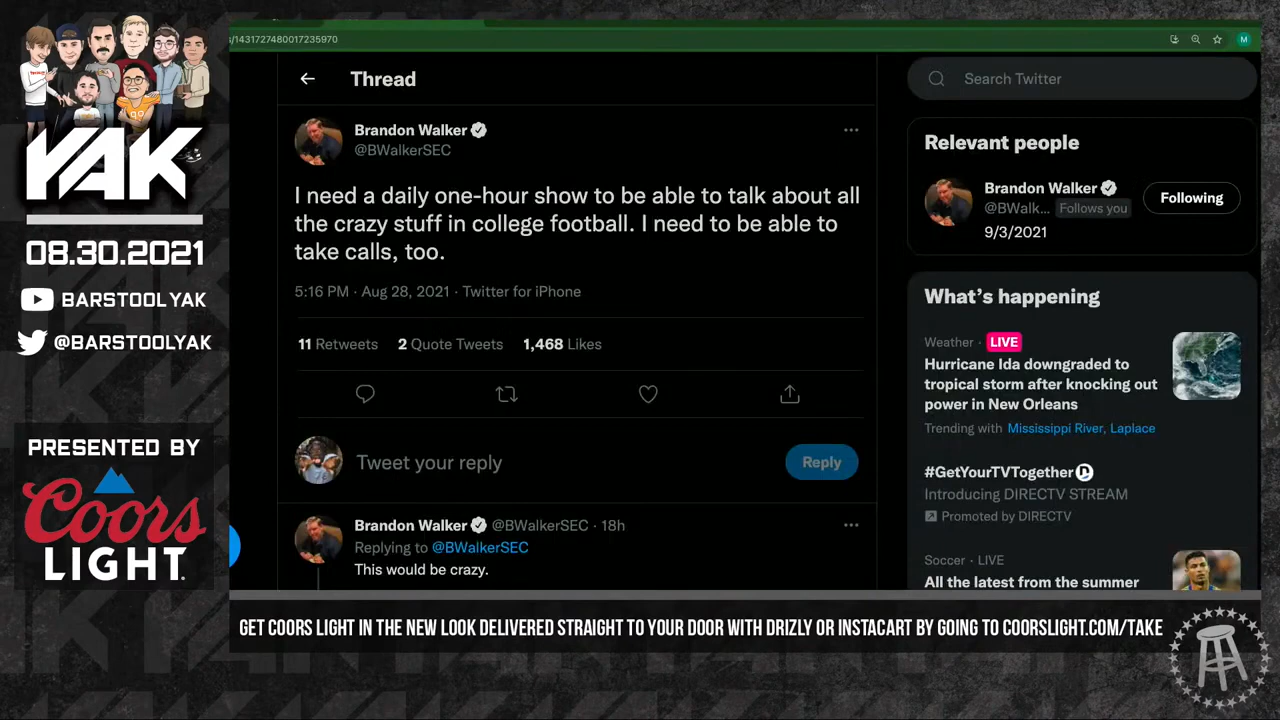 YAK
08.30.2021
BARSTOOL YAK
@BARSTOOLYAK
PRESENTED BY
Coors
LIGHT
s/1431727480017235970
M
Thread
Brandon Walker
@BWalkerSEC
I need a daily one-hour show to be able to talk about all
the crazy stuff in college football. I need to be able to
take calls, too.
5:16 PM · Aug 28, 2021 · Twitter for iPhone
11 Retweets 2 Quote Tweets 1,468 Likes
Tweet your reply
Reply
Brandon Walker @BWalkerSEC · 18h
Replying to @BWalkerSEC
This would be crazy.
Search Twitter
Relevant people
Brandon Walker
@BWalk... Follows you
Following
9/3/2021
What's happening
Weather · LIVE
Hurricane Ida downgraded to
tropical storm after knocking out
power in New Orleans
Trending with Mississippi River, Laplace
#GetYourTVTogether
Introducing DIRECTV STREAM
Promoted by DIRECTV
Soccer · LIVE
All the latest from the summer
GET COORS LIGHT IN THE NEW LOOK DELIVERED STRAIGHT TO YOUR DOOR WITH DRIZLY OR INSTACART BY GOING TO COORSLIGHT.COM/TAKE